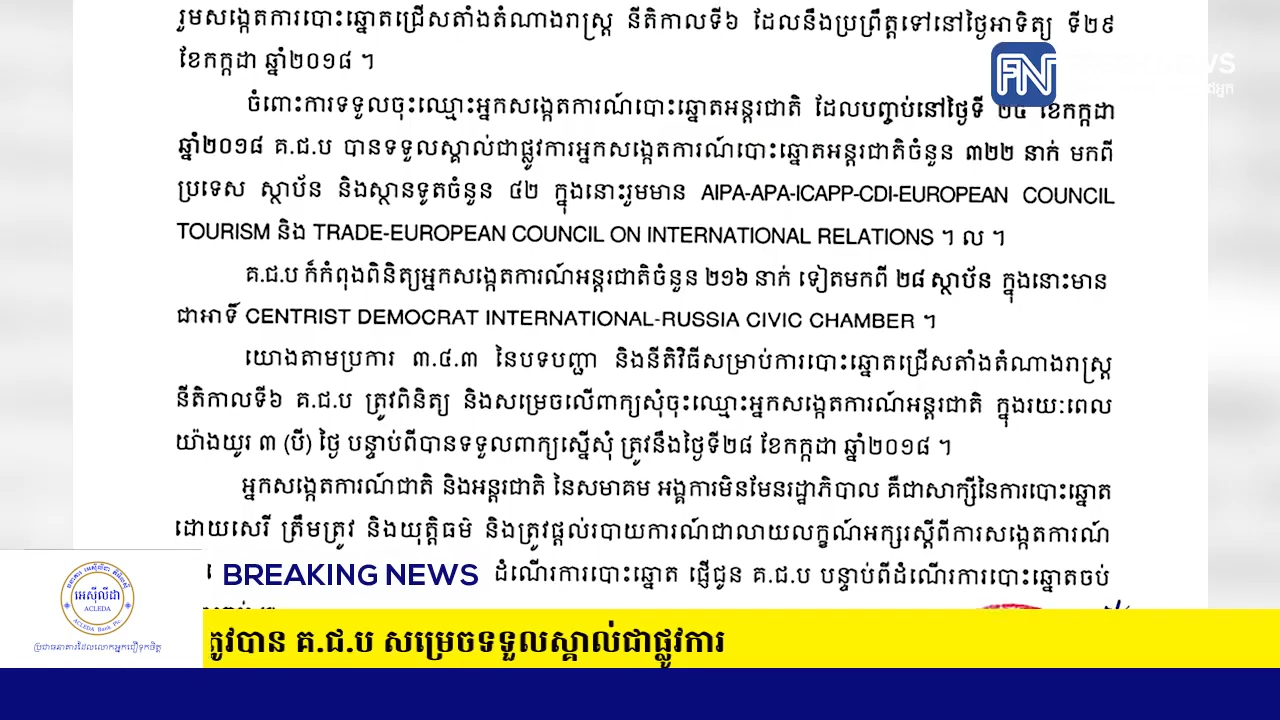 រួមសង្កេតការបោះឆ្នោតជ្រើសតាំងតំណាងរាស្ត្រ នីតិកាលទី៦ ដែលនឹងប្រព្រឹត្តទៅនៅថ្ងៃអាទិត្យ ទី២៩
ខែកក្កដា ឆ្នាំ២០១៨ ។
ចំពោះការទទួលចុះឈ្មោះអ្នកសង្កេតការណ៍បោះឆ្នោតអន្តរជាតិ ដែលបញ្ចប់នៅថ្ងៃទី ២៥ ខែកក្កដា
ឆ្នាំ២០១៨ គ.ជ.ប បានទទួលស្គាល់ជាផ្លូវការអ្នកសង្កេតការណ៍បោះឆ្នោតអន្តរជាតិចំនួន ៣២២ នាក់ មកពី
ប្រទេស ស្ថាប័ន និងស្ថានទូតចំនួន ៤២ ក្នុងនោះរួមមាន AIPA-APA-ICAPP-CDI-EUROPEAN COUNCIL
TOURISM និង TRADE-EUROPEAN COUNCIL ON INTERNATIONAL RELATIONS ។ ល ។
គ.ជ.ប ក៏កំពុងពិនិត្យអ្នកសង្កេតការណ៍អន្តរជាតិចំនួន ២១៦ នាក់ ទៀតមកពី ២៨ ស្ថាប័ន ក្នុងនោះមាន
ជាអាទិ៍ CENTRIST DEMOCRAT INTERNATIONAL-RUSSIA CIVIC CHAMBER ។
យោងតាមប្រការ ៣.៤.៣ នៃបទបញ្ជា និងនីតិវិធីសម្រាប់ការបោះឆ្នោតជ្រើសតាំងតំណាងរាស្ត្រ
នីតិកាលទី៦ គ.ជ.ប ត្រូវពិនិត្យ និងសម្រេចលើពាក្យសុំចុះឈ្មោះអ្នកសង្កេតការណ៍អន្តរជាតិ ក្នុងរយៈពេល
យ៉ាងយូរ ៣ (បី) ថ្ងៃ បន្ទាប់ពីបានទទួលពាក្យស្នើសុំ ត្រូវនឹងថ្ងៃទី២៨ ខែកក្កដា ឆ្នាំ២០១៨ ។
អ្នកសង្កេតការណ៍ជាតិ និងអន្តរជាតិ នៃសមាគម អង្គការមិនមែនរដ្ឋាភិបាល គឺជាសាក្សីនៃការបោះឆ្នោត
ដោយសេរី ត្រឹមត្រូវ និងយុត្តិធម៌ និងត្រូវផ្តល់របាយការណ៍ជាលាយលក្ខណ៍អក្សរស្តីពីការសង្កេតការណ៍
ដំណើរការបោះឆ្នោត ផ្ញើជូន គ.ជ.ប បន្ទាប់ពីដំណើរការបោះឆ្នោតចប់
BREAKING NEWS
ត្រូវបាន គ.ជ.ប សម្រេចទទួលស្គាល់ជាផ្លូវការ
អេស៊ីលីដា
ACLEDA
ACLEDA Bank Plc.
ប្រជាធនាគារដែលលោកអ្នកជឿទុកចិត្ត
FN